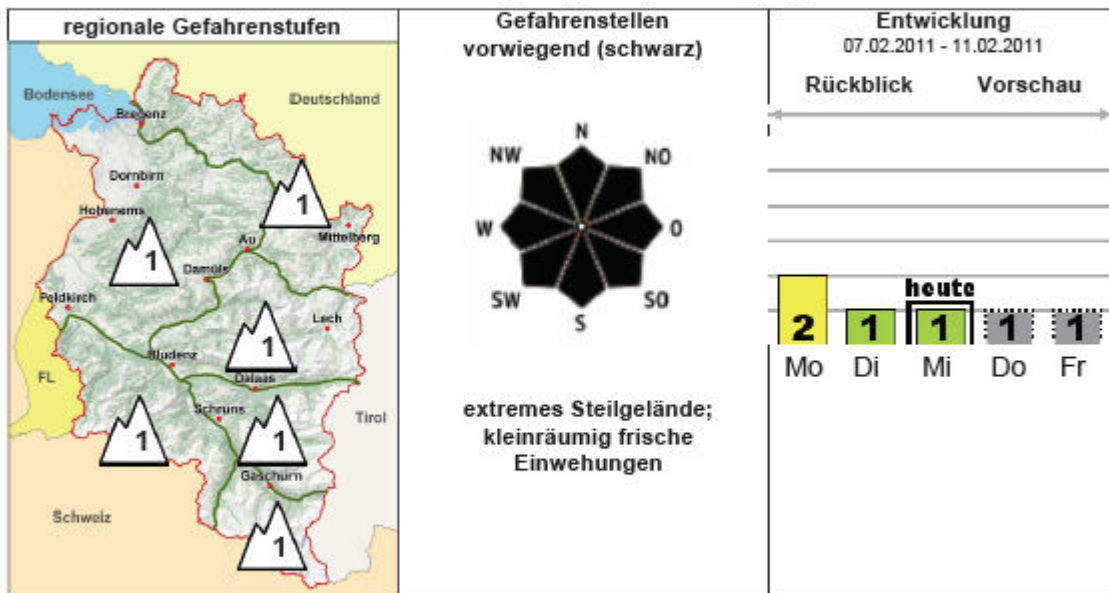 regionale Gefahrenstufen
Bodensee
Deutschland
Bregenz
Dornbirn
1
Hohenems
Mittelberg
1
Au
Damüls
Feldkirch
Lech
1
Bludenz
FL
Dalaas
Schruns
Tirol
1
1
Gaschurn
Schweiz
1
Gefahrenstellen
vorwiegend (schwarz)
N
NW
NO
W
O
SW
SO
S
extremes Steilgelände;
kleinräumig frische
Einwehungen
Entwicklung
07.02.2011 - 11.02.2011
Rückblick Vorschau
heute
2 1 1 1 1
Mo Di Mi Do Fr